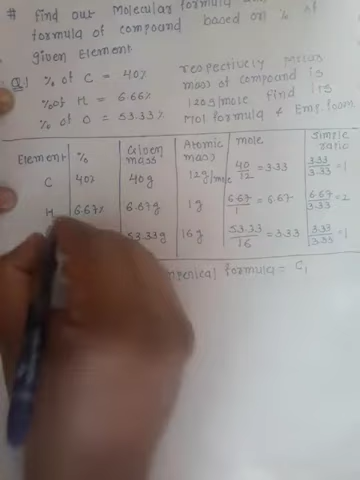 # Find out Molecular formula
formula of compound based on % of
given Element
Q.1 % of C = 40%
% of H = 6.66%
% of O = 53.33%
respectively Molar
mass of compound is
120g/mole find its
Mol formula & Emp. form
Element % Given mass Atomic mass mole simple ratio
C 40% 40g 12g/mole 40/12 = 3.33 3.33/3.33 = 1
H 6.67% 6.67g 1g 6.67/1 = 6.67 6.67/3.33 = 2
53.33g 16g 53.33/16 = 3.33 3.33/3.33 = 1
Emperical formula = C1